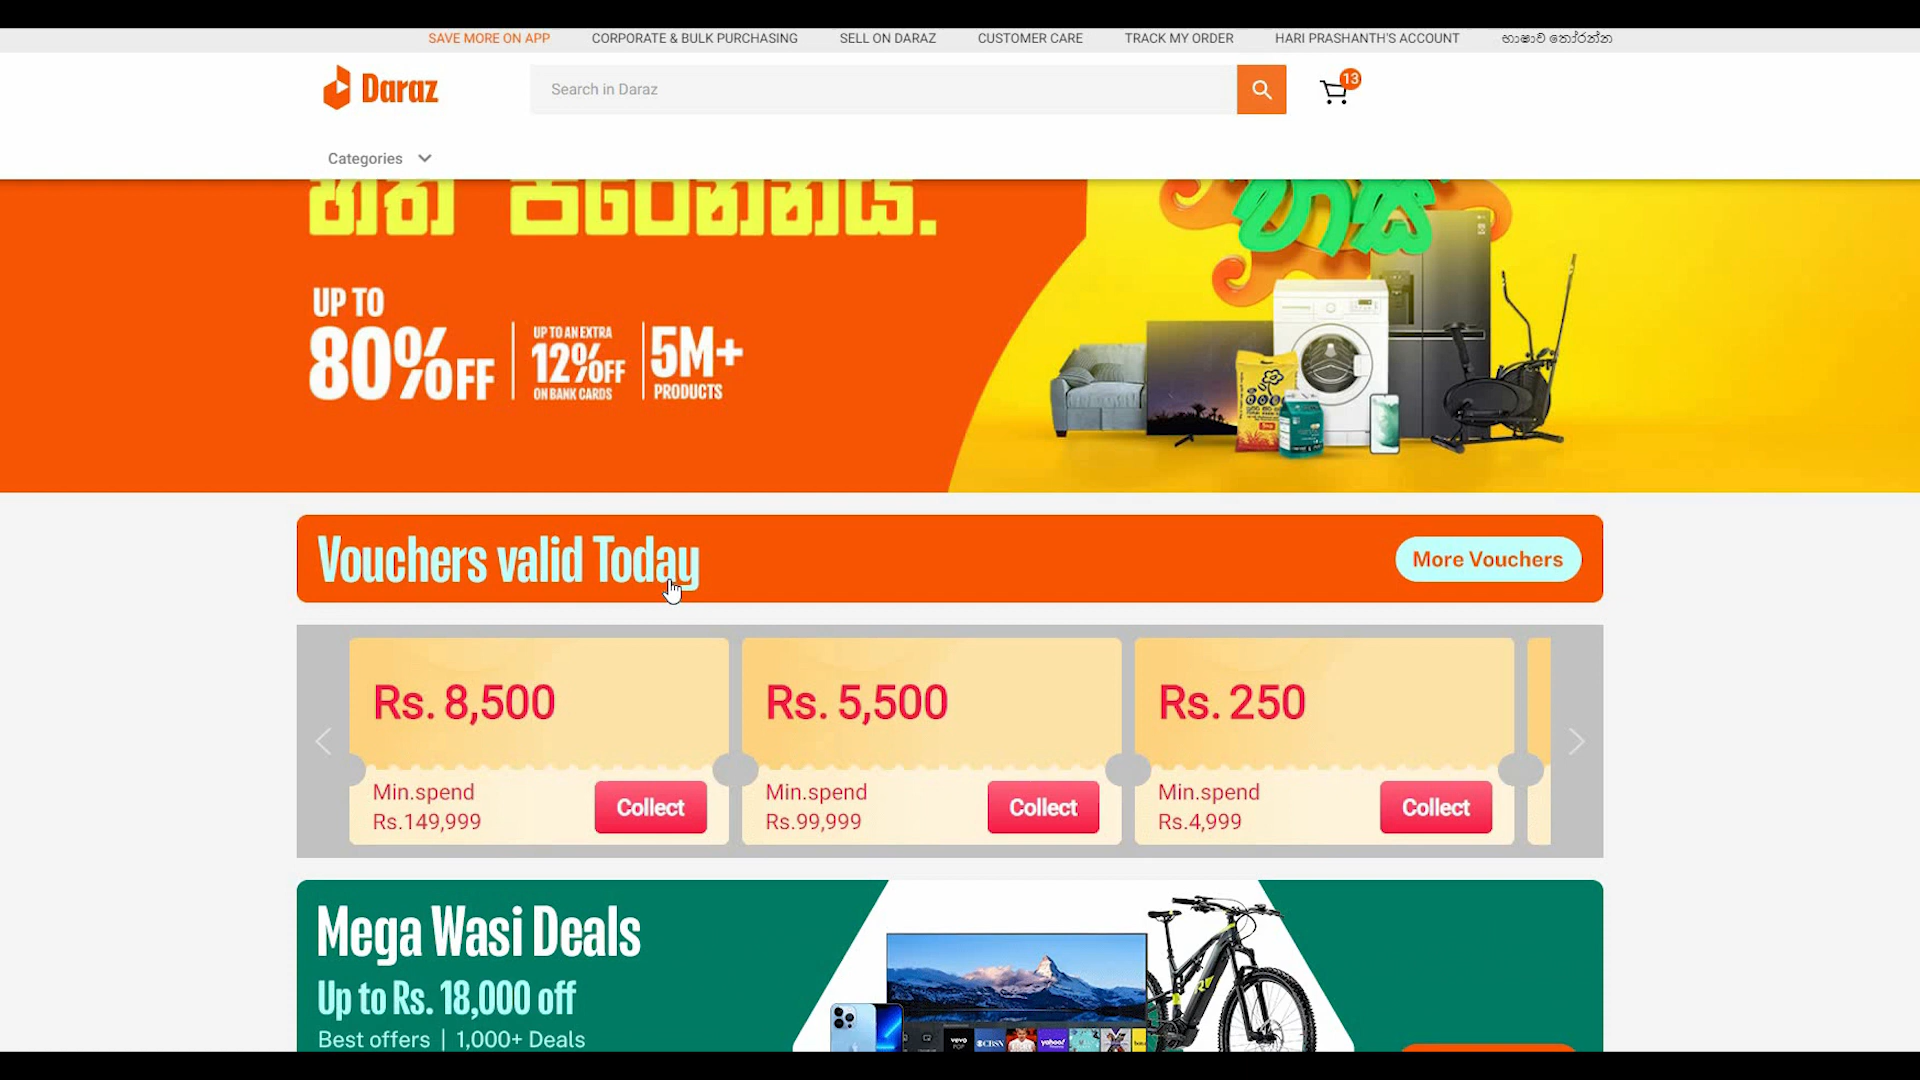 SAVE MORE ON APP CORPORATE & BULK PURCHASING SELL ON DARAZ CUSTOMER CARE TRACK MY ORDER HARI PRASHANTH'S ACCOUNT භාෂාව තෝරන්න
Daraz
Search in Daraz
13
Categories
UP TO
80% OFF
UP TO AN EXTRA
12% OFF
ON BANK CARDS
5M+
PRODUCTS
වාසි
Vouchers valid Today
More Vouchers
Rs. 8,500
Min.spend
Rs.149,999
Collect
Rs. 5,500
Min.spend
Rs.99,999
Collect
Rs. 250
Min.spend
Rs.4,999
Collect
Mega Wasi Deals
Up to Rs. 18,000 off
Best offers | 1,000+ Deals
vevo
CBSN
yahoo!